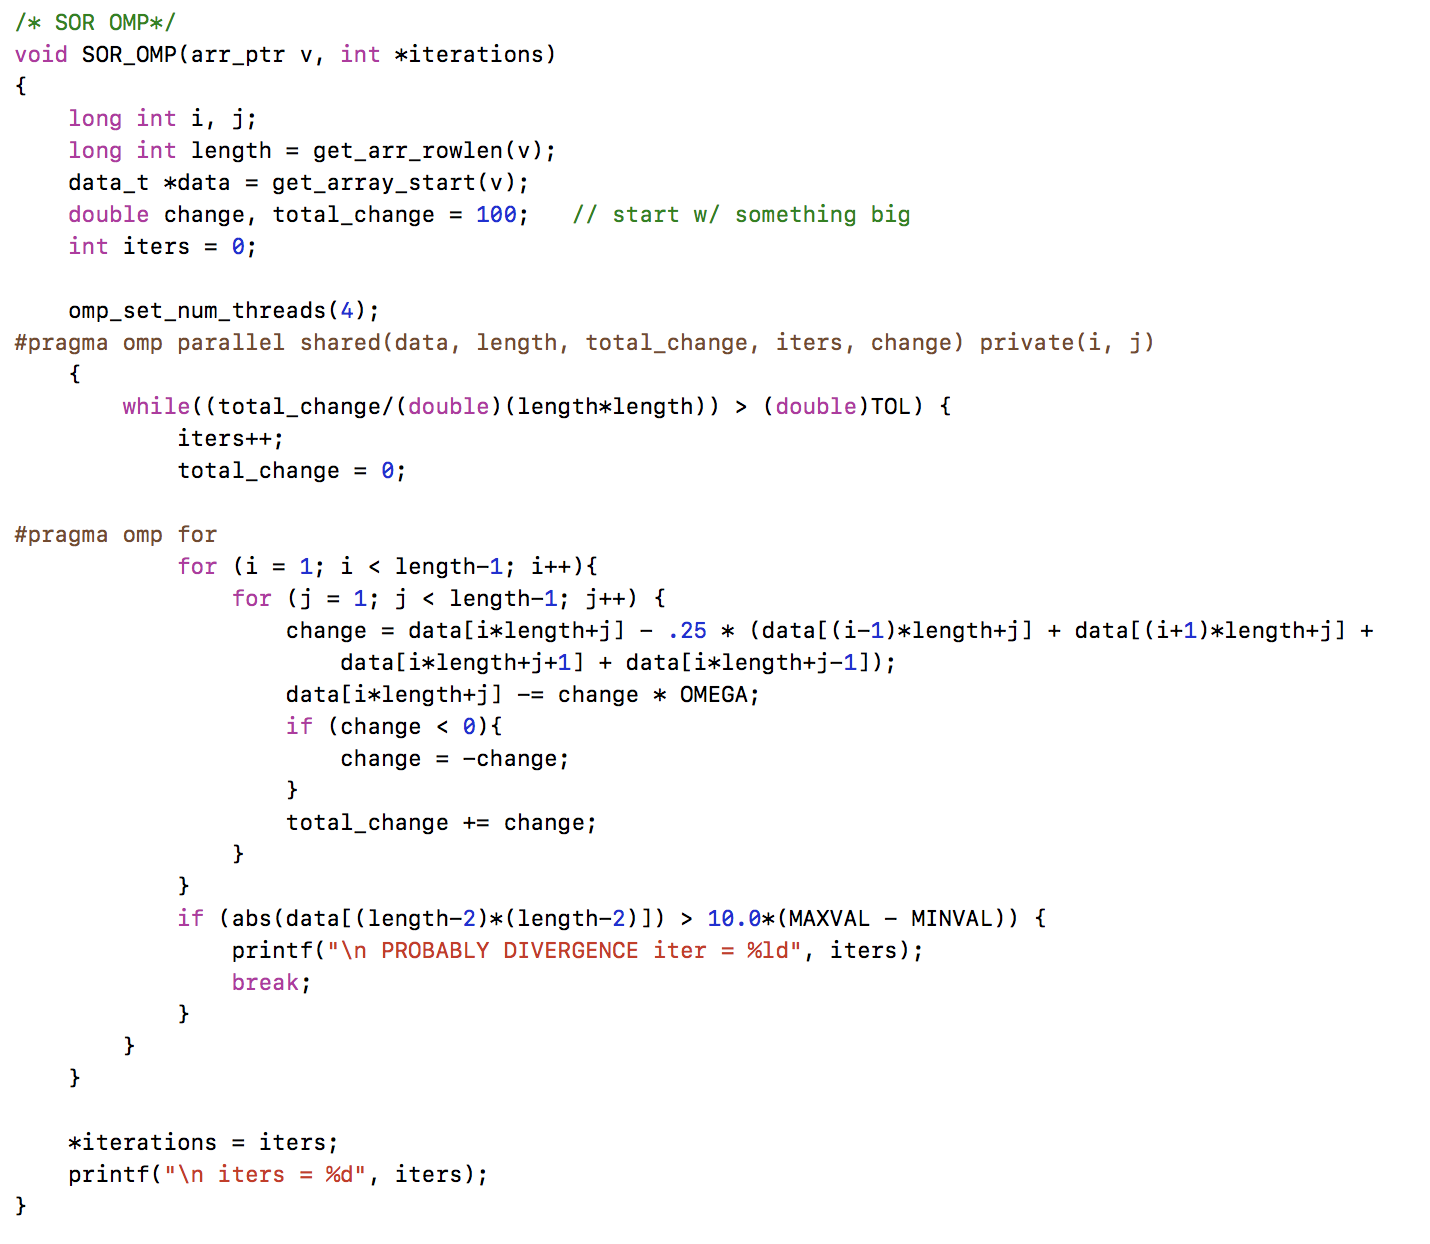 /* SOR OMP*/
void SOR_OMP(arr_ptr v, int *iterations)
{
    long int i, j;
    long int length = get_arr_rowlen(v);
    data_t *data = get_array_start(v);
    double change, total_change = 100;   // start w/ something big
    int iters = 0;

    omp_set_num_threads(4);
#pragma omp parallel shared(data, length, total_change, iters, change) private(i, j)
    {
        while((total_change/(double)(length*length)) > (double)TOL) {
            iters++;
            total_change = 0;

#pragma omp for
            for (i = 1; i < length-1; i++){
                for (j = 1; j < length-1; j++) {
                    change = data[i*length+j] - .25 * (data[(i-1)*length+j] + data[(i+1)*length+j] +
                        data[i*length+j+1] + data[i*length+j-1]);
                    data[i*length+j] -= change * OMEGA;
                    if (change < 0){
                        change = -change;
                    }
                    total_change += change;
                }
            }
            if (abs(data[(length-2)*(length-2)]) > 10.0*(MAXVAL - MINVAL)) {
                printf("\n PROBABLY DIVERGENCE iter = %ld", iters);
                break;
            }
        }
    }

    *iterations = iters;
    printf("\n iters = %d", iters);
}